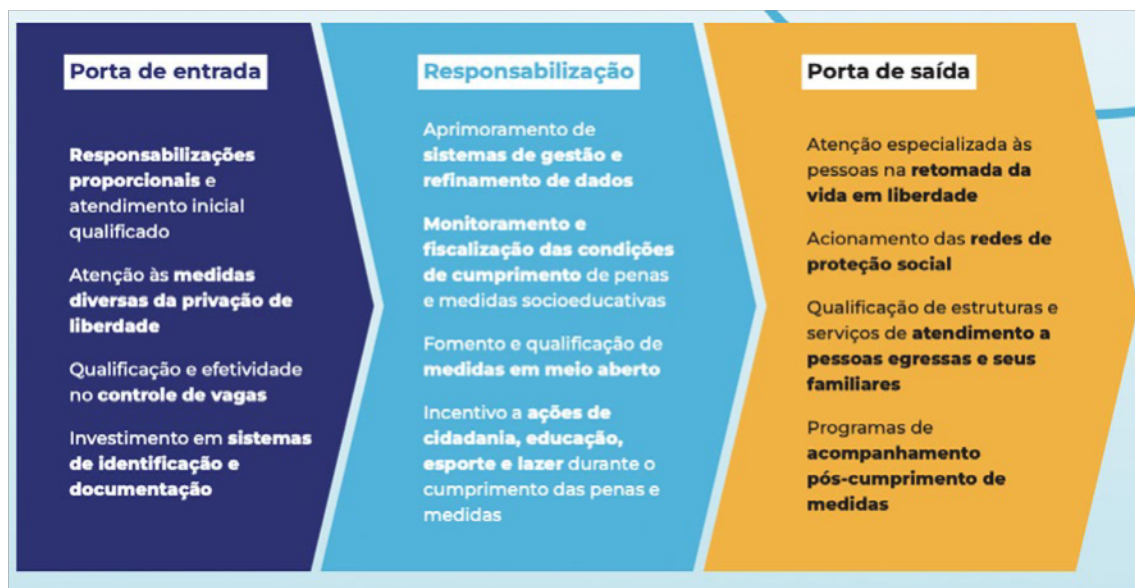 Porta de entrada
Responsabilizações
proporcionais e
atendimento inicial
qualificado
Atenção às medidas
diversas da privação de
liberdade
Qualificação e efetividade
no controle de vagas
Investimento em sistemas
de identificação e
documentação
Responsabilização
Aprimoramento de
sistemas de gestão e
refinamento de dados
Monitoramento e
fiscalização das condições
de cumprimento de penas
e medidas socioeducativas
Fomento e qualificação de
medidas em meio aberto
Incentivo a ações de
cidadania, educação,
esporte e lazer durante o
cumprimento das penas e
medidas
Porta de saída
Atenção especializada às
pessoas na retomada da
vida em liberdade
Acionamento das redes de
proteção social
Qualificação de estruturas e
serviços de atendimento a
pessoas egressas e seus
familiares
Programas de
acompanhamento
pós-cumprimento de
medidas